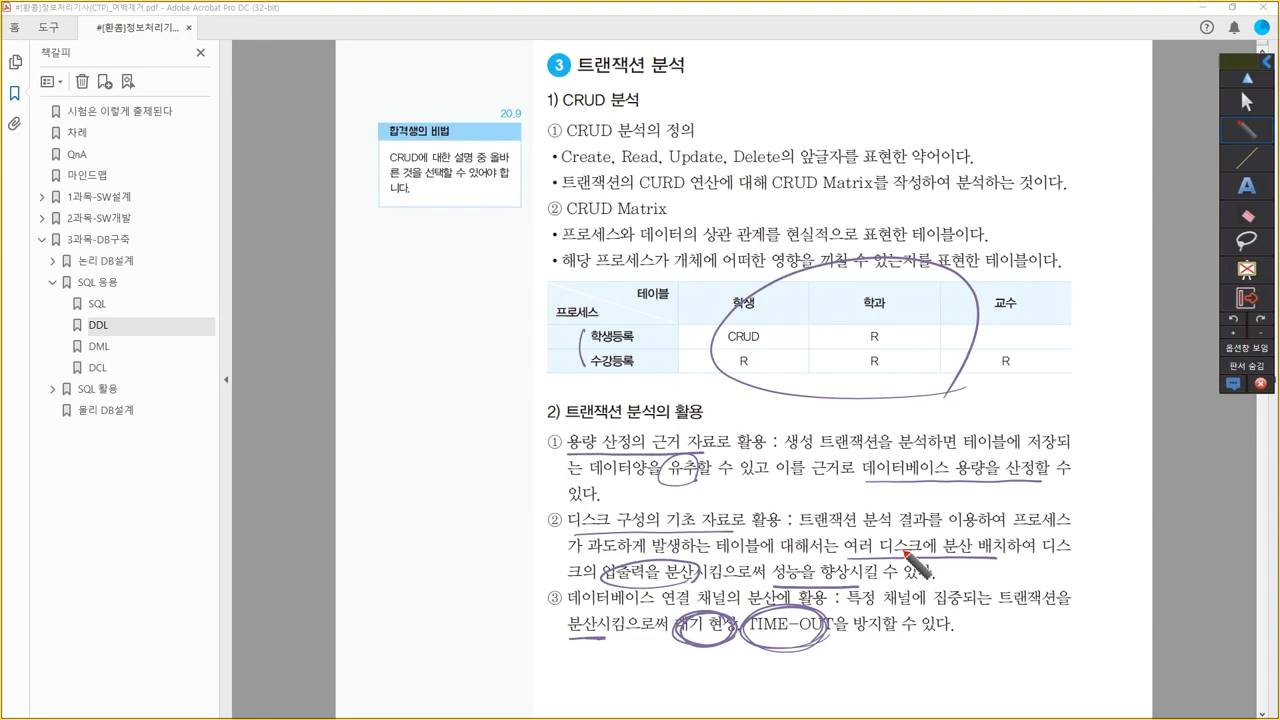 #[환콤]정보처리기사(CTP)_여백제거.pdf - Adobe Acrobat Pro DC (32-bit)
홈 도구 #[환콤]정보처리기...
책갈피
시험은 이렇게 출제된다
차례
QnA
마인드맵
1과목-SW설계
2과목-SW개발
3과목-DB구축
논리 DB설계
SQL 응용
SQL
DDL
DML
DCL
SQL 활용
물리 DB설계
20.9
합격생의 비법
CRUD에 대한 설명 중 올바
른 것을 선택할 수 있어야 합
니다.
3 트랜잭션 분석
1) CRUD 분석
① CRUD 분석의 정의
• Create, Read, Update, Delete의 앞글자를 표현한 약어이다.
• 트랜잭션의 CURD 연산에 대해 CRUD Matrix를 작성하여 분석하는 것이다.
② CRUD Matrix
• 프로세스와 데이터의 상관 관계를 현실적으로 표현한 테이블이다.
• 해당 프로세스가 개체에 어떠한 영향을 끼칠 수 있는자를 표현한 테이블이다.
테이블
프로세스 학생 학과 교수
학생등록 CRUD R
수강등록 R R R
2) 트랜잭션 분석의 활용
① 용량 산정의 근거 자료로 활용 : 생성 트랜잭션을 분석하면 테이블에 저장되
는 데이터양을 유추할 수 있고 이를 근거로 데이터베이스 용량을 산정할 수
있다.
② 디스크 구성의 기초 자료로 활용 : 트랜잭션 분석 결과를 이용하여 프로세스
가 과도하게 발생하는 테이블에 대해서는 여러 디스크에 분산 배치하여 디스
크의 입출력을 분산시킴으로써 성능을 향상시킬 수 있다.
③ 데이터베이스 연결 채널의 분산에 활용 : 특정 채널에 집중되는 트랜잭션을
분산시킴으로써 대기 현상, TIME-OUT을 방지할 수 있다.
옵션창 보임
판서 숨김